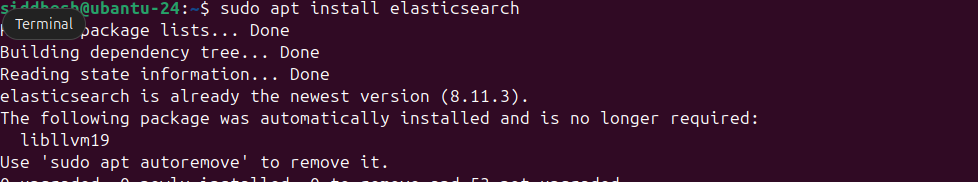 siddhesh@ubantu-24:~$ sudo apt install elasticsearch
Terminal
package lists... Done
Building dependency tree... Done
Reading state information... Done
elasticsearch is already the newest version (8.11.3).
The following package was automatically installed and is no longer required:
  libllvm19
Use 'sudo apt autoremove' to remove it.
0 upgraded, 0 newly installed, 0 to remove and 53 not upgraded.